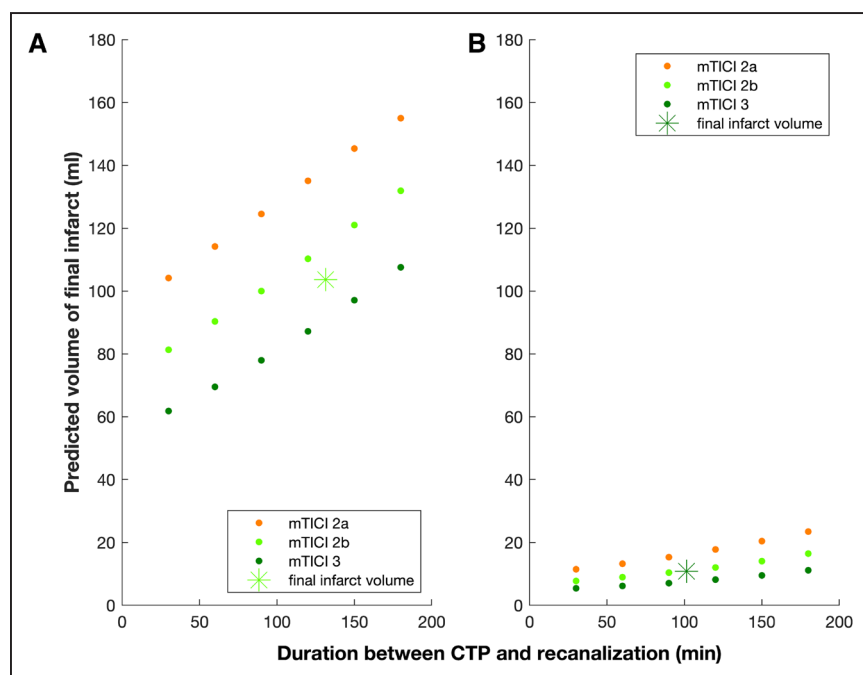 A
B
180
160
140
120
100
80
60
40
20
0
Predicted volume of final infarct (ml)
mTICI 2a
mTICI 2b
mTICI 3
final infarct volume
0 50 100 150 200
180
160
140
120
100
80
60
40
20
0
mTICI 2a
mTICI 2b
mTICI 3
final infarct volume
0 50 100 150 200
Duration between CTP and recanalization (min)